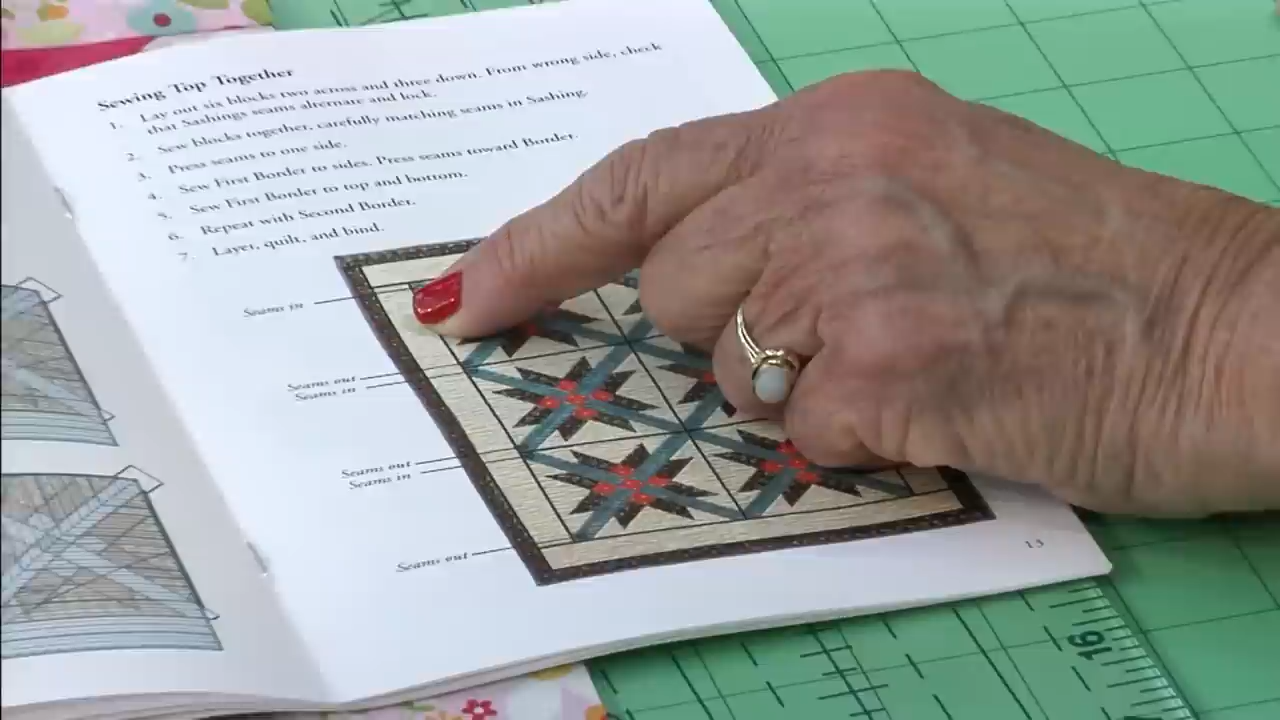 Sewing Top Together
1. Lay out six blocks two across and three down. From wrong side, check
that Sashings seams alternate and lock.
2. Sew blocks together, carefully matching seams in Sashing.
3. Press seams to one side.
4. Sew First Border to sides. Press seams toward Border.
5. Sew First Border to top and bottom.
6. Repeat with Second Border.
7. Layer, quilt, and bind.
Seams in
Seams out
Seams in
Seams out
Seams in
Seams out
13
16